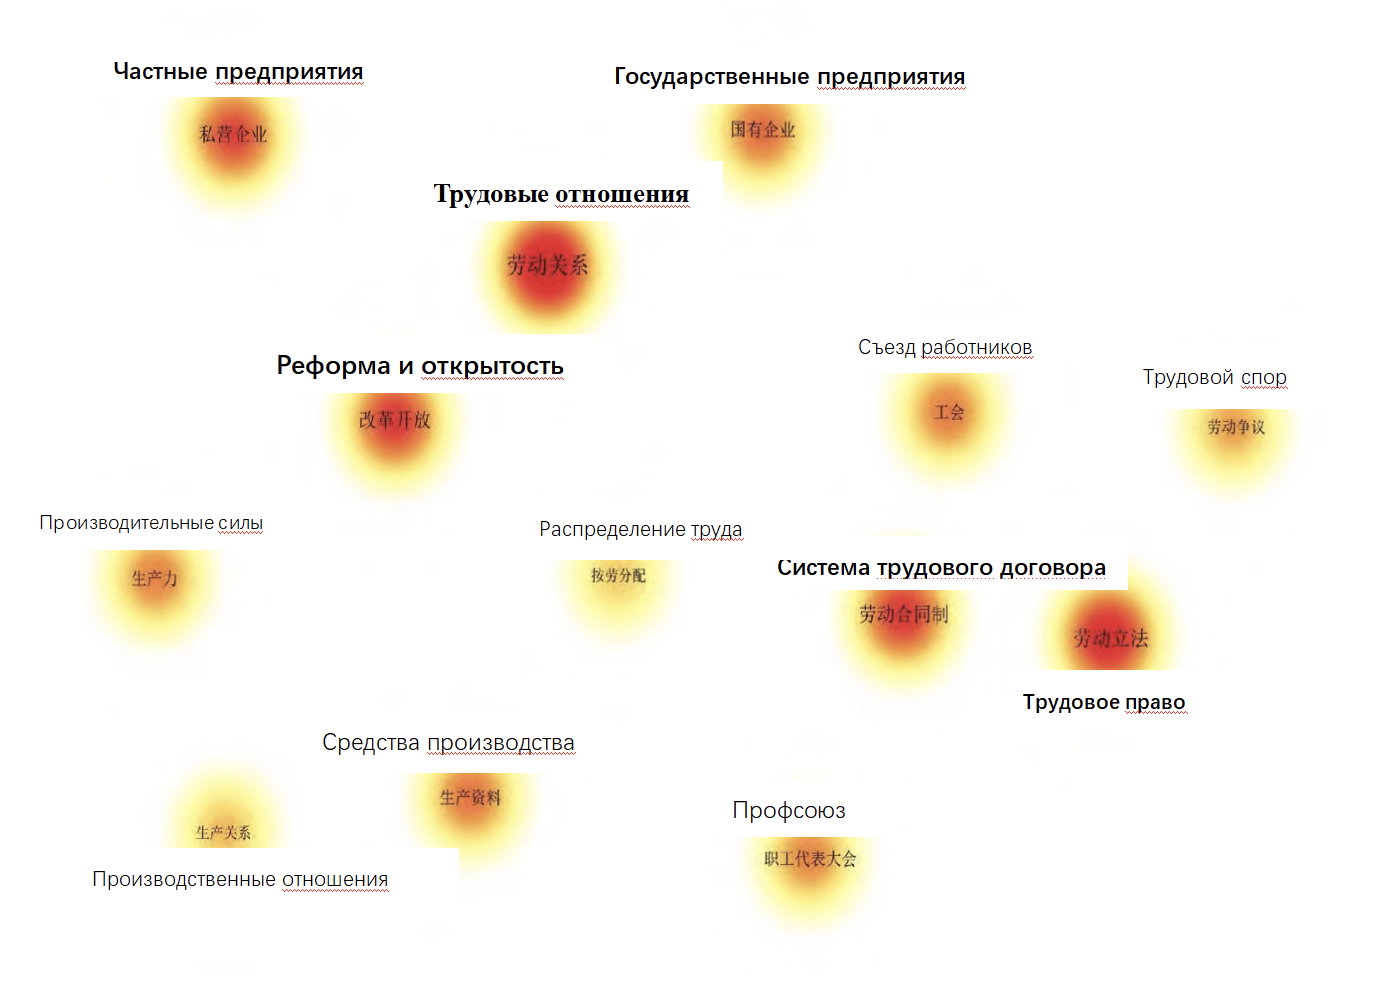 Частные предприятия
私营企业
Государственные предприятия
国有企业
Трудовые отношения
劳动关系
Реформа и открытость
改革开放
Съезд работников
工会
Трудовой спор
劳动争议
Производительные силы
生产力
Распределение труда
按劳分配
Система трудового договора
劳动合同制
劳动立法
Трудовое право
Средства производства
生产资料
生产关系
Производственные отношения
Профсоюз
职工代表大会